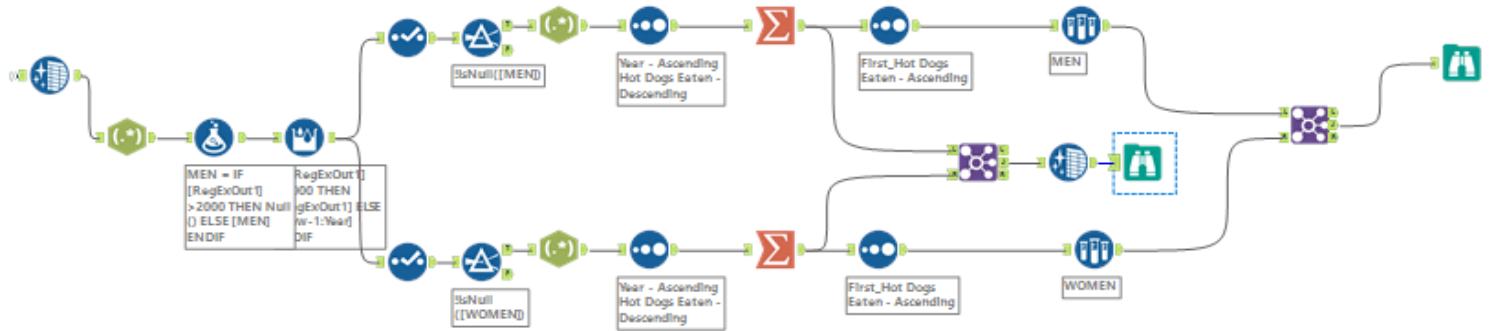 !IsNull([MEN])
Year - Ascending
Hot Dogs Eaten -
Descending
First_Hot Dogs
Eaten - Ascending
MEN
MEN = IF
[RegExOut1]
>2000 THEN Null
() ELSE [MEN]
ENDIF
RegExOut1]
THEN
gExOut1] ELSE
w-1:Year]
DIF
!IsNull
([WOMEN])
Year - Ascending
Hot Dogs Eaten -
Descending
First_Hot Dogs
Eaten - Ascending
WOMEN